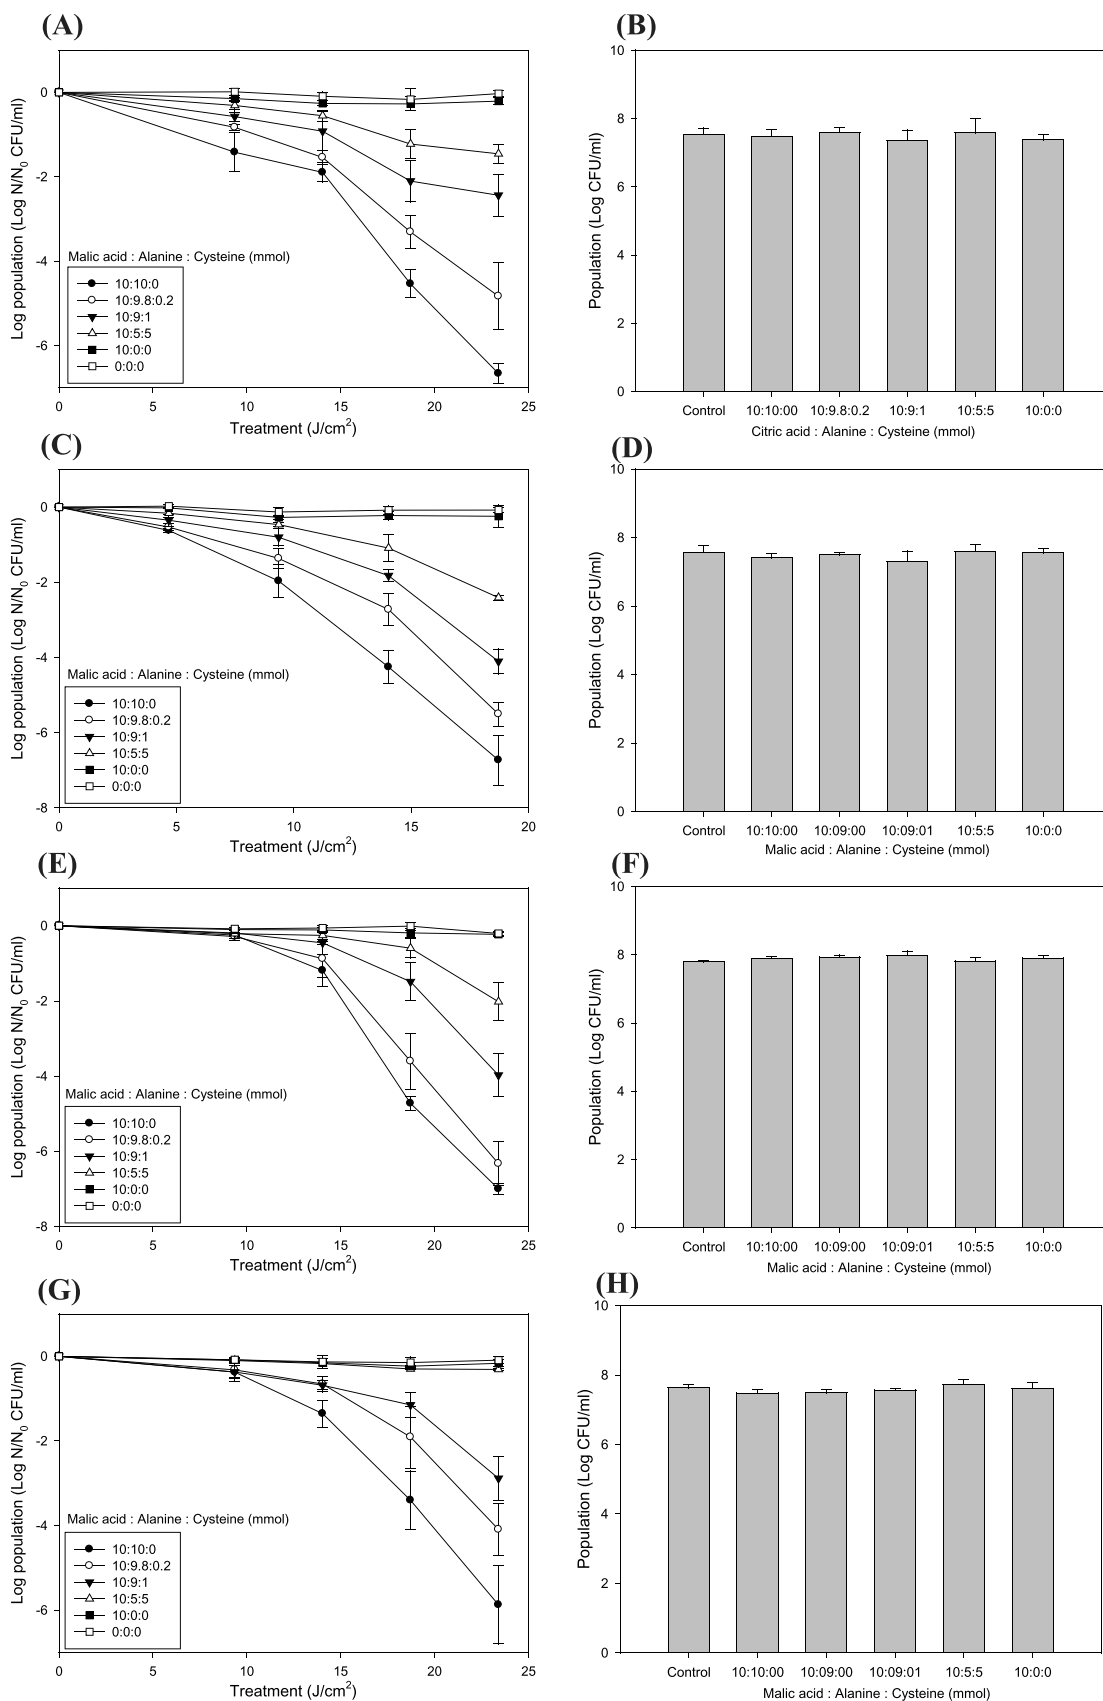 (A)
Log population (Log N/N0 CFU/ml)
0
-2
-4
-6
Malic acid : Alanine : Cysteine (mmol)
10:10:0
10:9.8:0.2
10:9:1
10:5:5
10:0:0
0:0:0
0 5 10 15 20 25
Treatment (J/cm2)
(B)
Population (Log CFU/ml)
10
8
6
4
2
0
Control 10:10:00 10:9.8:0.2 10:9:1 10:5:5 10:0:0
Citric acid : Alanine : Cysteine (mmol)
(C)
Log population (Log N/N0 CFU/ml)
0
-2
-4
-6
-8
Malic acid : Alanine : Cysteine (mmol)
10:10:0
10:9.8:0.2
10:9:1
10:5:5
10:0:0
0:0:0
0 5 10 15 20
Treatment (J/cm2)
(D)
Population (Log CFU/ml)
10
8
6
4
2
0
Control 10:10:00 10:09:00 10:09:01 10:5:5 10:0:0
Malic acid : Alanine : Cysteine (mmol)
(E)
Log population (Log N/N0 CFU/ml)
0
-2
-4
-6
-8
Malic acid : Alanine : Cysteine (mmol)
10:10:0
10:9.8:0.2
10:9:1
10:5:5
10:0:0
0:0:0
0 5 10 15 20 25
Treatment (J/cm2)
(F)
Population (Log CFU/ml)
10
8
6
4
2
0
Control 10:10:00 10:09:00 10:09:01 10:5:5 10:0:0
Malic acid : Alanine : Cysteine (mmol)
(G)
Log population (Log N/N0 CFU/ml)
0
-2
-4
-6
Malic acid : Alanine : Cysteine (mmol)
10:10:0
10:9.8:0.2
10:9:1
10:5:5
10:0:0
0:0:0
0 5 10 15 20 25
Treatment (J/cm2)
(H)
Population (Log CFU/ml)
10
8
6
4
2
0
Control 10:10:00 10:09:00 10:09:01 10:5:5 10:0:0
Malic acid : Alanine : Cysteine (mmol)